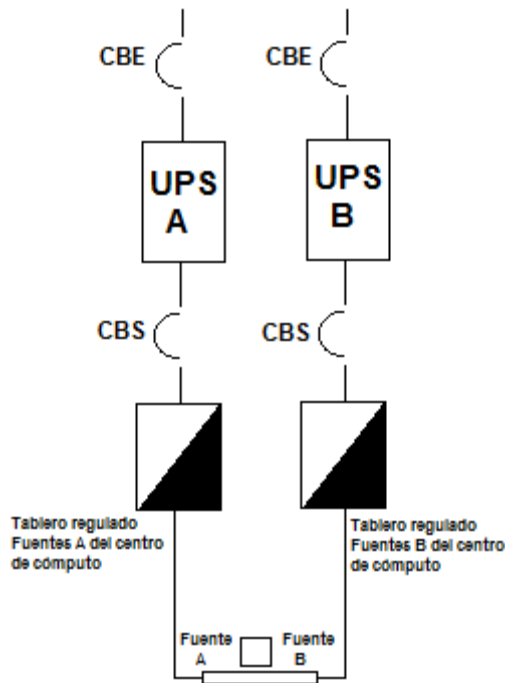 CBE
CBE
UPS
A
UPS
B
CBS
CBS
Tablero regulado
Fuentes A del centro
de cómputo
Tablero regulado
Fuentes B del centro
de cómputo
Fuente
A
Fuente
B